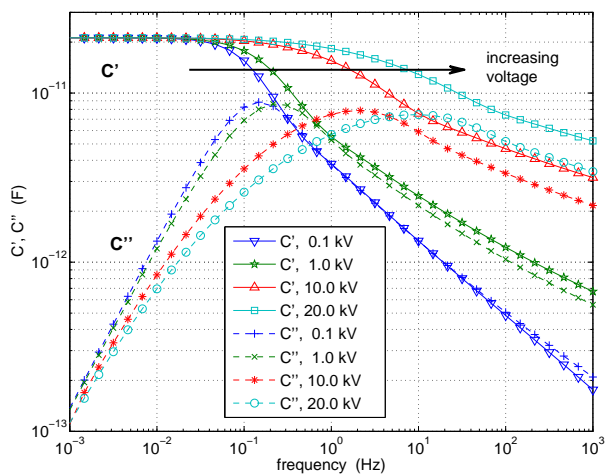 C'
increasing
voltage
C''
C', C'' (F)
10⁻¹¹
10⁻¹²
10⁻¹³
C', 0.1 kV
C', 1.0 kV
C', 10.0 kV
C', 20.0 kV
C'', 0.1 kV
C'', 1.0 kV
C'', 10.0 kV
C'', 20.0 kV
10⁻³ 10⁻² 10⁻¹ 10⁰ 10¹ 10² 10³
frequency (Hz)